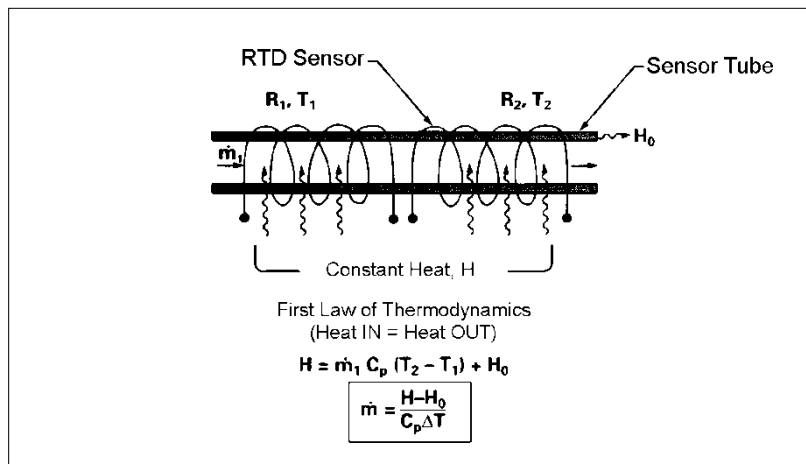 RTD Sensor
Sensor Tube
R₁, T₁
R₂, T₂
H₀
ṁ₁
Constant Heat, H
First Law of Thermodynamics
(Heat IN = Heat OUT)
H = ṁ₁ Cₚ (T₂ – T₁) + H₀
ṁ = H–H₀ / CₚΔT